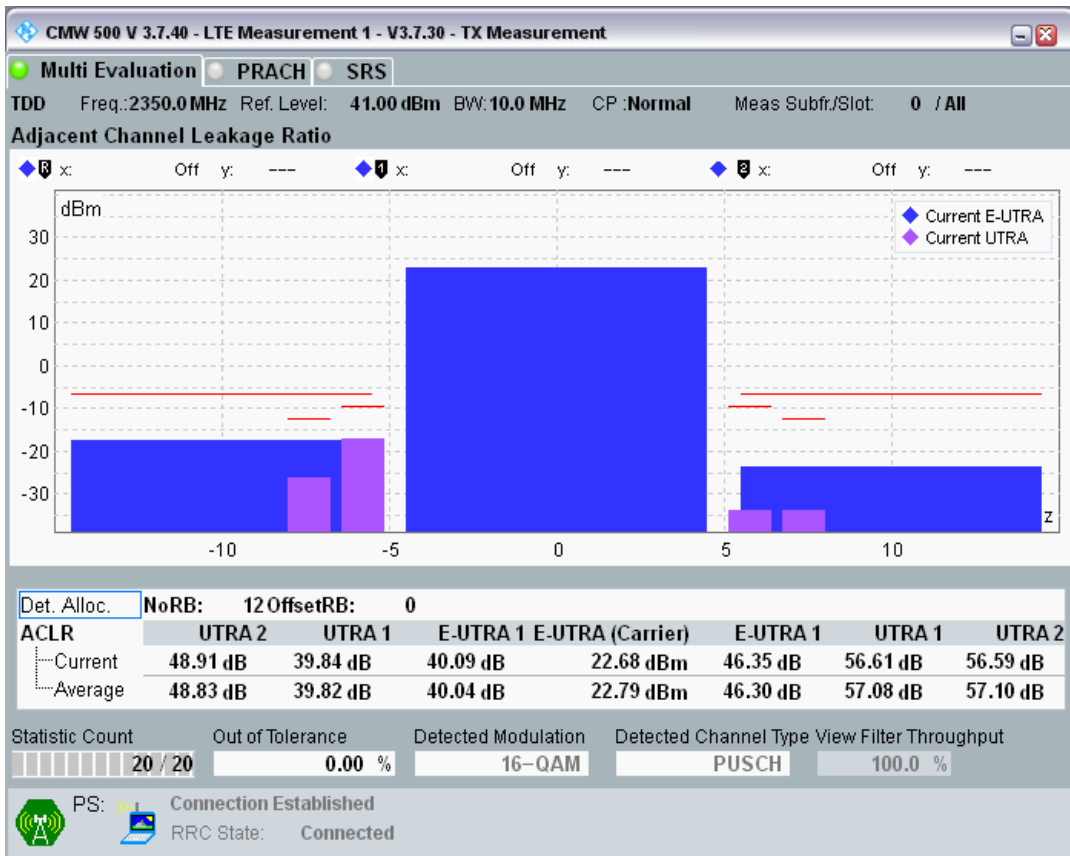 CMW 500 V 3.7.40 - LTE Measurement 1 - V3.7.30 - TX Measurement
Multi Evaluation PRACH SRS
TDD Freq.:2350.0 MHz Ref. Level: 41.00 dBm BW:10.0 MHz CP :Normal Meas Subfr./Slot: 0 / All
Adjacent Channel Leakage Ratio
R x: Off y: --- 1 x: Off y: --- 2 x: Off y: ---
dBm
Current E-UTRA
Current UTRA
30
20
10
0
-10
-20
-30
z
-10 -5 0 5 10
Det. Alloc. NoRB: 12 OffsetRB: 0
ACLR UTRA 2 UTRA 1 E-UTRA 1 E-UTRA (Carrier) E-UTRA 1 UTRA 1 UTRA 2
Current 48.91 dB 39.84 dB 40.09 dB 22.68 dBm 46.35 dB 56.61 dB 56.59 dB
Average 48.83 dB 39.82 dB 40.04 dB 22.79 dBm 46.30 dB 57.08 dB 57.10 dB
Statistic Count Out of Tolerance Detected Modulation Detected Channel Type View Filter Throughput
20 / 20 0.00 % 16-QAM PUSCH 100.0 %
PS: Connection Established
RRC State: Connected